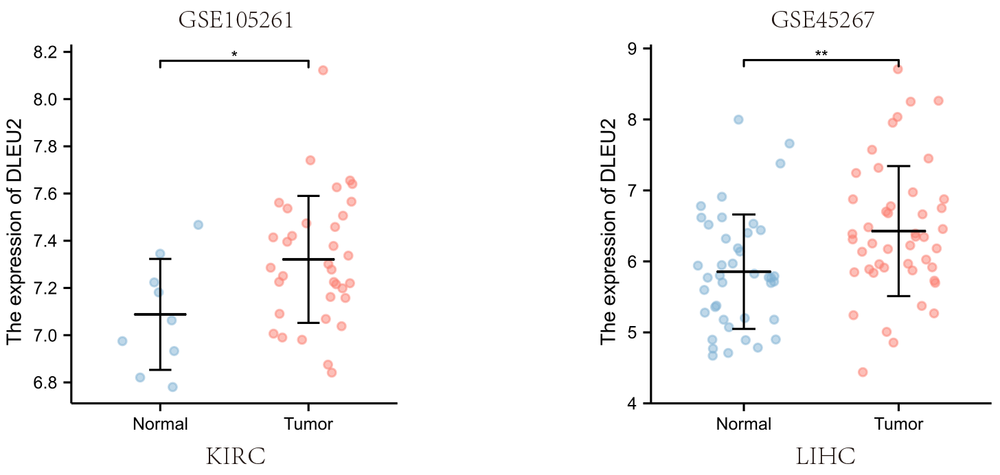 GSE105261
The expression of DLEU2
8.2
8.0
7.8
7.6
7.4
7.2
7.0
6.8
*
Normal
Tumor
KIRC
GSE45267
The expression of DLEU2
9
8
7
6
5
4
**
Normal
Tumor
LIHC